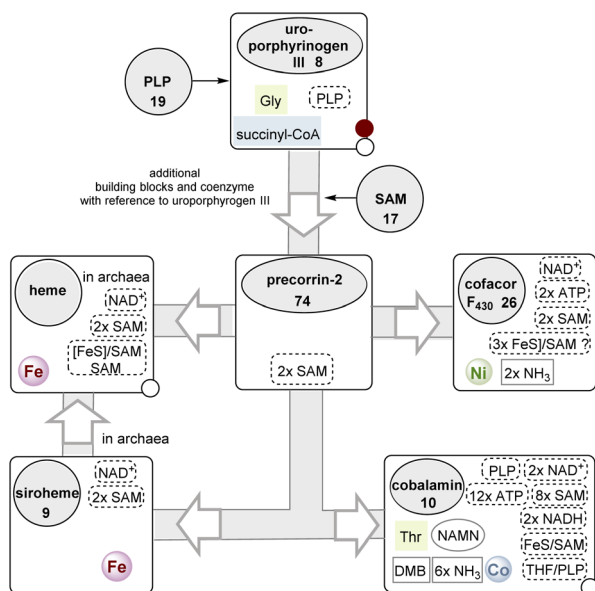 uro-
porphyrinogen
III 8
PLP
19
Gly
PLP
succinyl-CoA
additional
building blocks and coenzyme
with reference to uroporphyrogen III
SAM
17
heme
in archaea
NAD+
2x SAM
[FeS]/SAM
SAM
Fe
precorrin-2
74
2x SAM
cofacor
F430 26
NAD+
2x ATP
2x SAM
3x FeS]/SAM ?
Ni
2x NH3
in archaea
siroheme
9
NAD+
2x SAM
Fe
cobalamin
10
PLP
2x NAD+
12x ATP
8x SAM
2x NADH
Thr
NAMN
FeS/SAM
DMB
6x NH3
Co
THF/PLP